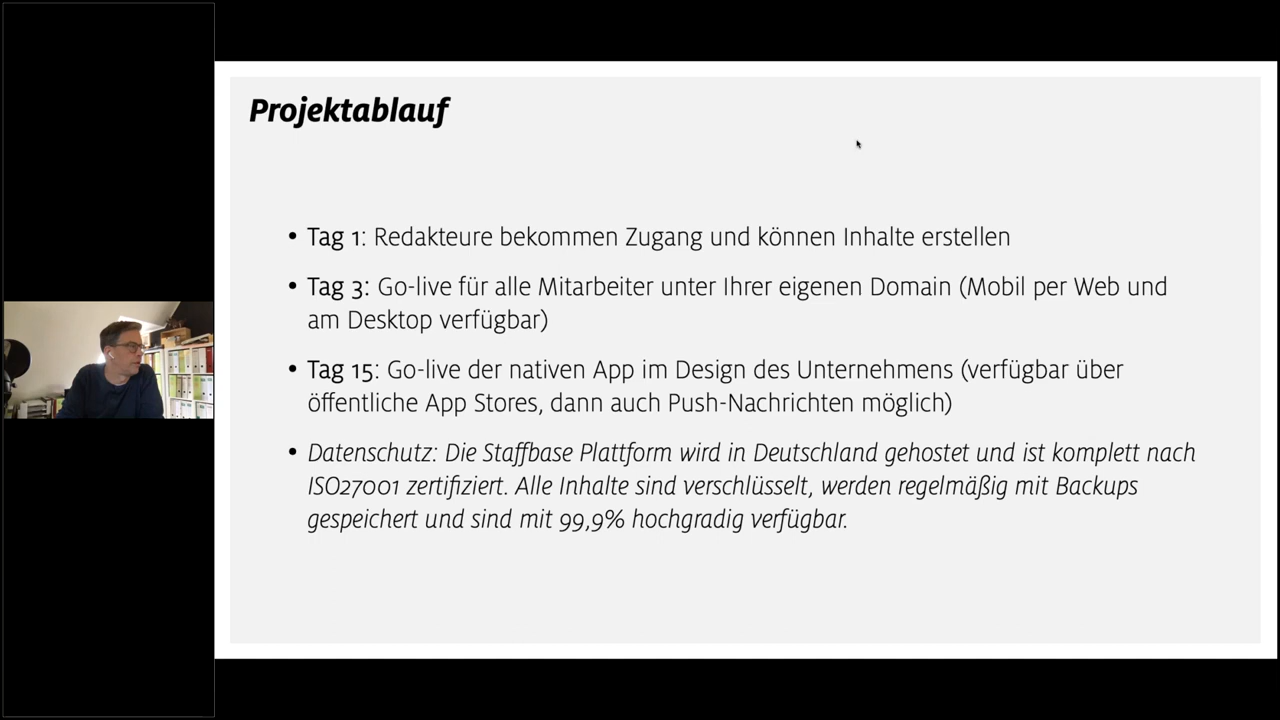 Projektablauf
• Tag 1: Redakteure bekommen Zugang und können Inhalte erstellen
• Tag 3: Go-live für alle Mitarbeiter unter Ihrer eigenen Domain (Mobil per Web und
am Desktop verfügbar)
• Tag 15: Go-live der nativen App im Design des Unternehmens (verfügbar über
öffentliche App Stores, dann auch Push-Nachrichten möglich)
• Datenschutz: Die Staffbase Plattform wird in Deutschland gehostet und ist komplett nach
ISO27001 zertifiziert. Alle Inhalte sind verschlüsselt, werden regelmäßig mit Backups
gespeichert und sind mit 99,9% hochgradig verfügbar.